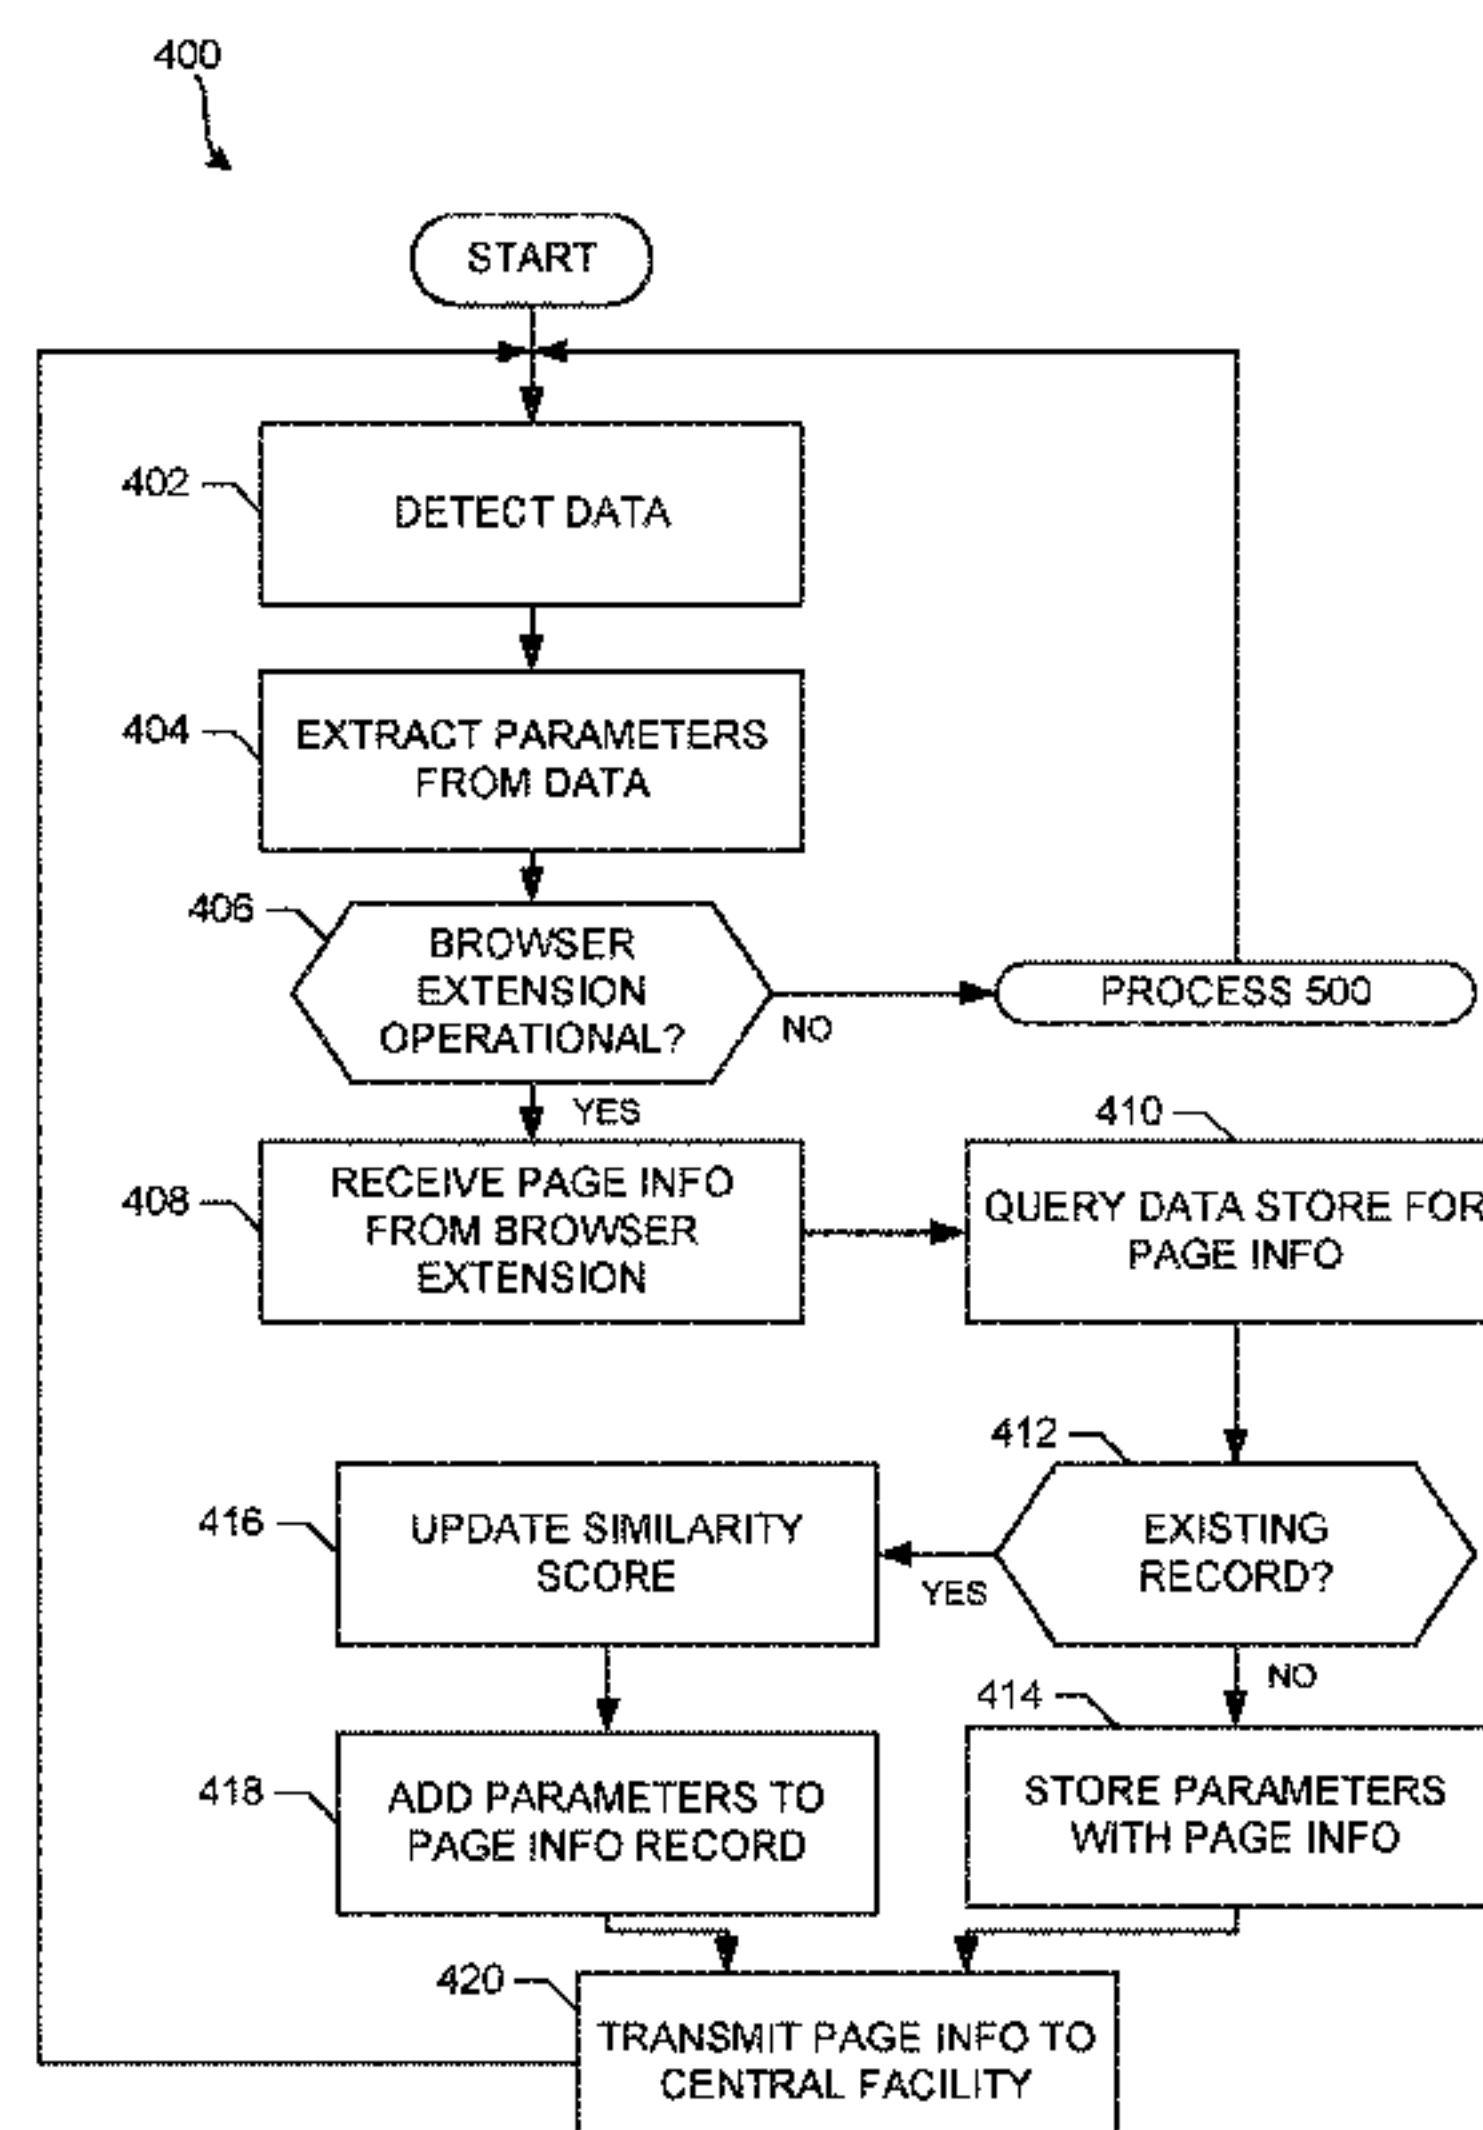 400
START
402
DETECT DATA
404
EXTRACT PARAMETERS
FROM DATA
406
BROWSER
EXTENSION
OPERATIONAL?
NO
PROCESS 500
YES
408
RECEIVE PAGE INFO
FROM BROWSER
EXTENSION
410
QUERY DATA STORE FOR
PAGE INFO
412
EXISTING
RECORD?
YES
NO
416
UPDATE SIMILARITY
SCORE
414
STORE PARAMETERS
WITH PAGE INFO
418
ADD PARAMETERS TO
PAGE INFO RECORD
420
TRANSMIT PAGE INFO TO
CENTRAL FACILITY